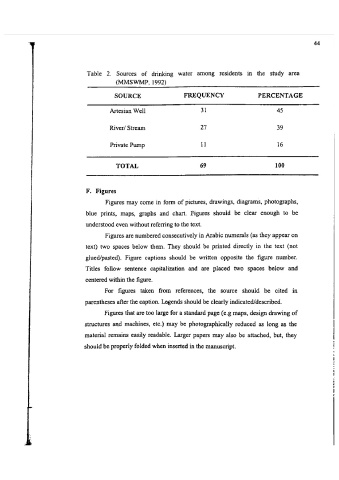 44
Table 2. Sources of drinking water among residents in the study area
(MMSWMP, 1992)
SOURCE FREQUENCY PERCENTAGE
Artesian Well 31 45
River/ Stream 27 39
Private Pump 11 16
TOTAL 69 100
F. Figures
Figures may come in form of pictures, drawings, diagrams, photographs,
blue prints, maps, graphs and chart. Figures should be clear enough to be
understood even without referring to the text.
Figures are numbered consecutively in Arabic numerals (as they appear on
text) two spaces below them. They should be printed directly in the text (not
glued/pasted). Figure captions should be written opposite the figure number.
Titles follow sentence capitalization and are placed two spaces below and
centered within the figure.
For figures taken from references, the source should be cited in
parentheses after the caption. Legends should be clearly indicated/described.
Figures that are too large for a standard page (e.g maps, design drawing of
structures and machines, etc.) may be photographically reduced as long as the
material remains easily readable. Larger papers may also be attached, but, they
should be properly folded when inserted in the manuscript.